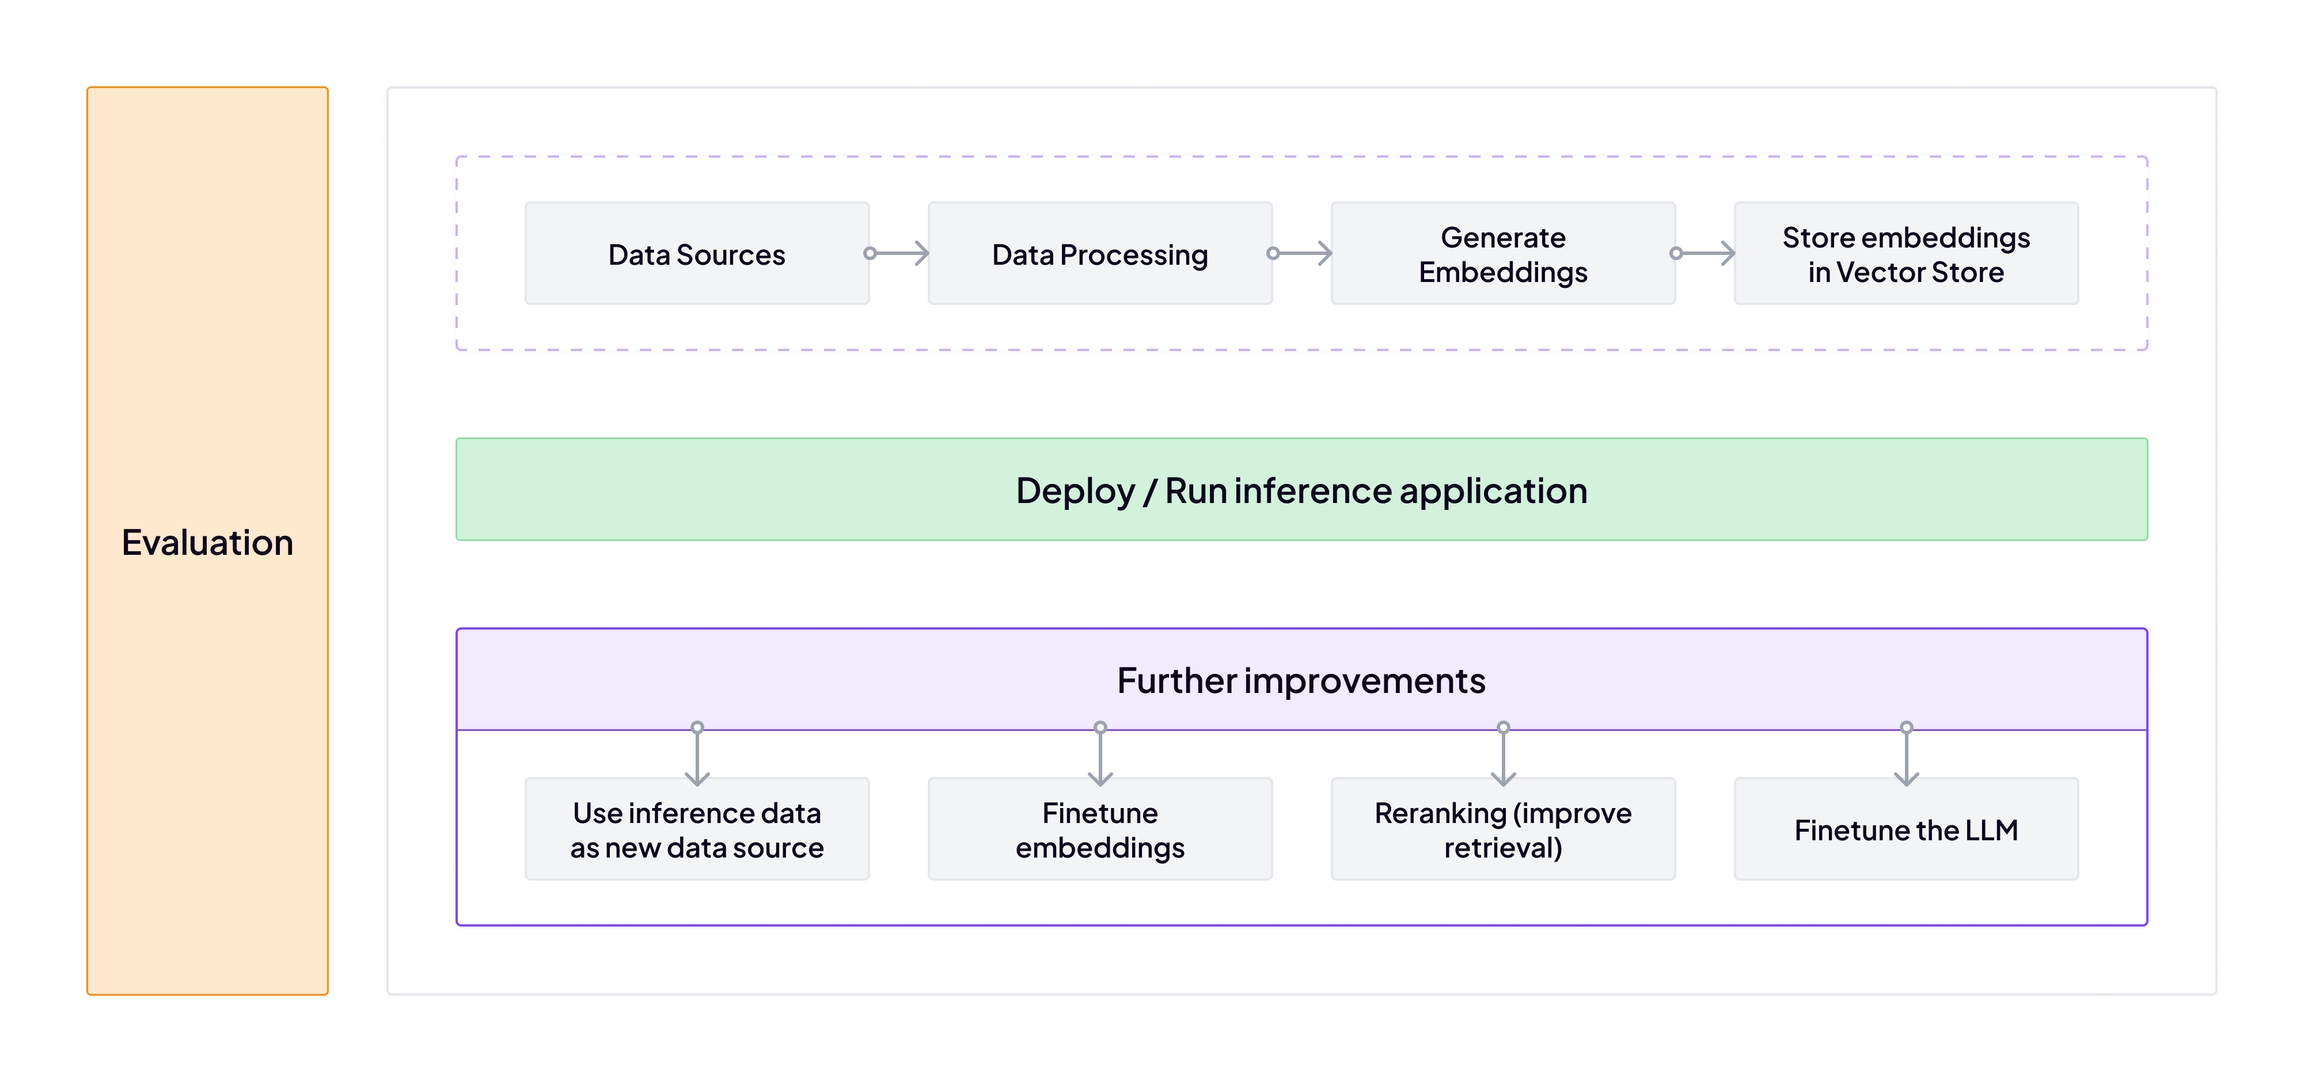 Evaluation
Data Sources
Data Processing
Generate
Embeddings
Store embeddings
in Vector Store
Deploy / Run inference application
Further improvements
Use inference data
as new data source
Finetune
embeddings
Reranking (improve
retrieval)
Finetune the LLM